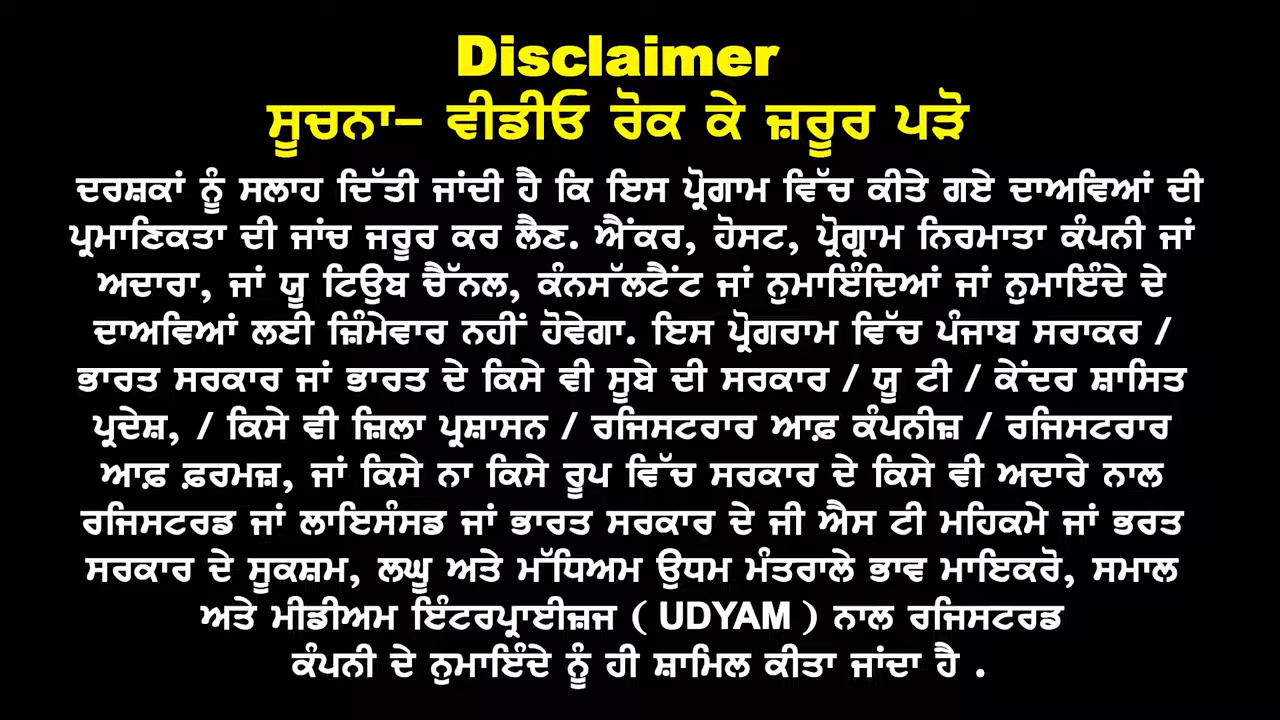 Disclaimer
ਸੂਚਨਾ- ਵੀਡੀਓ ਰੋਕ ਕੇ ਜ਼ਰੂਰ ਪੜੋ
ਦਰਸ਼ਕਾਂ ਨੂੰ ਸਲਾਹ ਦਿੱਤੀ ਜਾਂਦੀ ਹੈ ਕਿ ਇਸ ਪ੍ਰੋਗਾਮ ਵਿੱਚ ਕੀਤੇ ਗਏ ਦਾਅਵਿਆਂ ਦੀ
ਪ੍ਰਮਾਣਿਕਤਾ ਦੀ ਜਾਂਚ ਜਰੂਰ ਕਰ ਲੈਣ. ਐਂਕਰ, ਹੋਸਟ, ਪ੍ਰੋਗ੍ਰਾਮ ਨਿਰਮਾਤਾ ਕੰਪਨੀ ਜਾਂ
ਅਦਾਰਾ, ਜਾਂ ਯੂ ਟਿਉਬ ਚੈੱਨਲ, ਕੰਨਸੱਲਟੈਂਟ ਜਾਂ ਨੁਮਾਇੰਦਿਆਂ ਜਾਂ ਨੁਮਾਇੰਦੇ ਦੇ
ਦਾਅਵਿਆਂ ਲਈ ਜ਼ਿੰਮੇਵਾਰ ਨਹੀਂ ਹੋਵੇਗਾ. ਇਸ ਪ੍ਰੋਗਰਾਮ ਵਿੱਚ ਪੰਜਾਬ ਸਰਾਕਰ /
ਭਾਰਤ ਸਰਕਾਰ ਜਾਂ ਭਾਰਤ ਦੇ ਕਿਸੇ ਵੀ ਸੂਬੇ ਦੀ ਸਰਕਾਰ / ਯੂ ਟੀ / ਕੇਂਦਰ ਸ਼ਾਸਿਤ
ਪ੍ਰਦੇਸ਼, / ਕਿਸੇ ਵੀ ਜ਼ਿਲਾ ਪ੍ਰਸ਼ਾਸਨ / ਰਜਿਸਟਰਾਰ ਆਫ਼ ਕੰਪਨੀਜ਼ / ਰਜਿਸਟਰਾਰ
ਆਫ਼ ਫ਼ਰਮਜ਼, ਜਾਂ ਕਿਸੇ ਨਾ ਕਿਸੇ ਰੂਪ ਵਿੱਚ ਸਰਕਾਰ ਦੇ ਕਿਸੇ ਵੀ ਅਦਾਰੇ ਨਾਲ
ਰਜਿਸਟਰਡ ਜਾਂ ਲਾਇਸੰਸਡ ਜਾਂ ਭਾਰਤ ਸਰਕਾਰ ਦੇ ਜੀ ਐਸ ਟੀ ਮਹਿਕਮੇ ਜਾਂ ਭਰਤ
ਸਰਕਾਰ ਦੇ ਸੂਕਸ਼ਮ, ਲਘੂ ਅਤੇ ਮੱਧਿਅਮ ਉਧਮ ਮੰਤਰਾਲੇ ਭਾਵ ਮਾਇਕਰੋ, ਸਮਾਲ
ਅਤੇ ਮੀਡੀਅਮ ਇੰਟਰਪ੍ਰਾਈਜ਼ਜ ( UDYAM ) ਨਾਲ ਰਜਿਸਟਰਡ
ਕੰਪਨੀ ਦੇ ਨੁਮਾਇੰਦੇ ਨੂੰ ਹੀ ਸ਼ਾਮਿਲ ਕੀਤਾ ਜਾਂਦਾ ਹੈ .